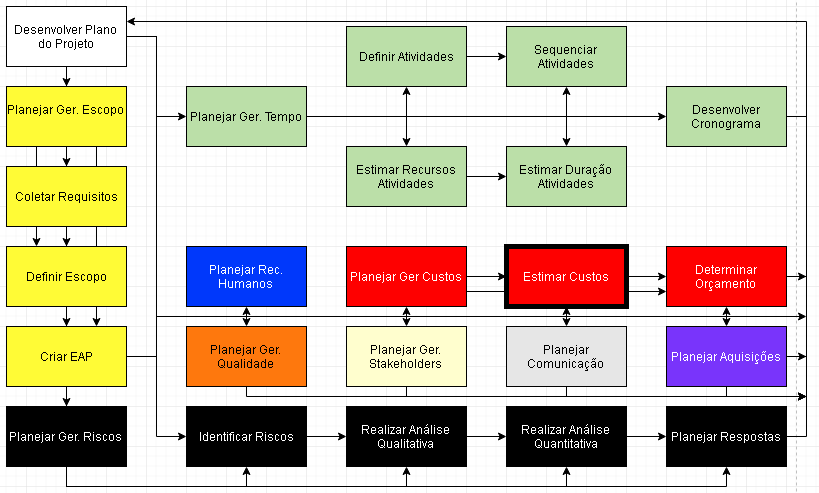 Desenvolver Plano
do Projeto
Definir Atividades
Sequenciar
Atividades
Planejar Ger. Escopo
Planejar Ger. Tempo
Desenvolver
Cronograma
Coletar Requisitos
Estimar Recursos
Atividades
Estimar Duração
Atividades
Definir Escopo
Planejar Rec.
Humanos
Planejar Ger Custos
Estimar Custos
Determinar
Orçamento
Criar EAP
Planejar Ger.
Qualidade
Planejar Ger.
Stakeholders
Planejar
Comunicação
Planejar Aquisições
Planejar Ger. Riscos
Identificar Riscos
Realizar Análise
Qualitativa
Realizar Análise
Quantitativa
Planejar Respostas